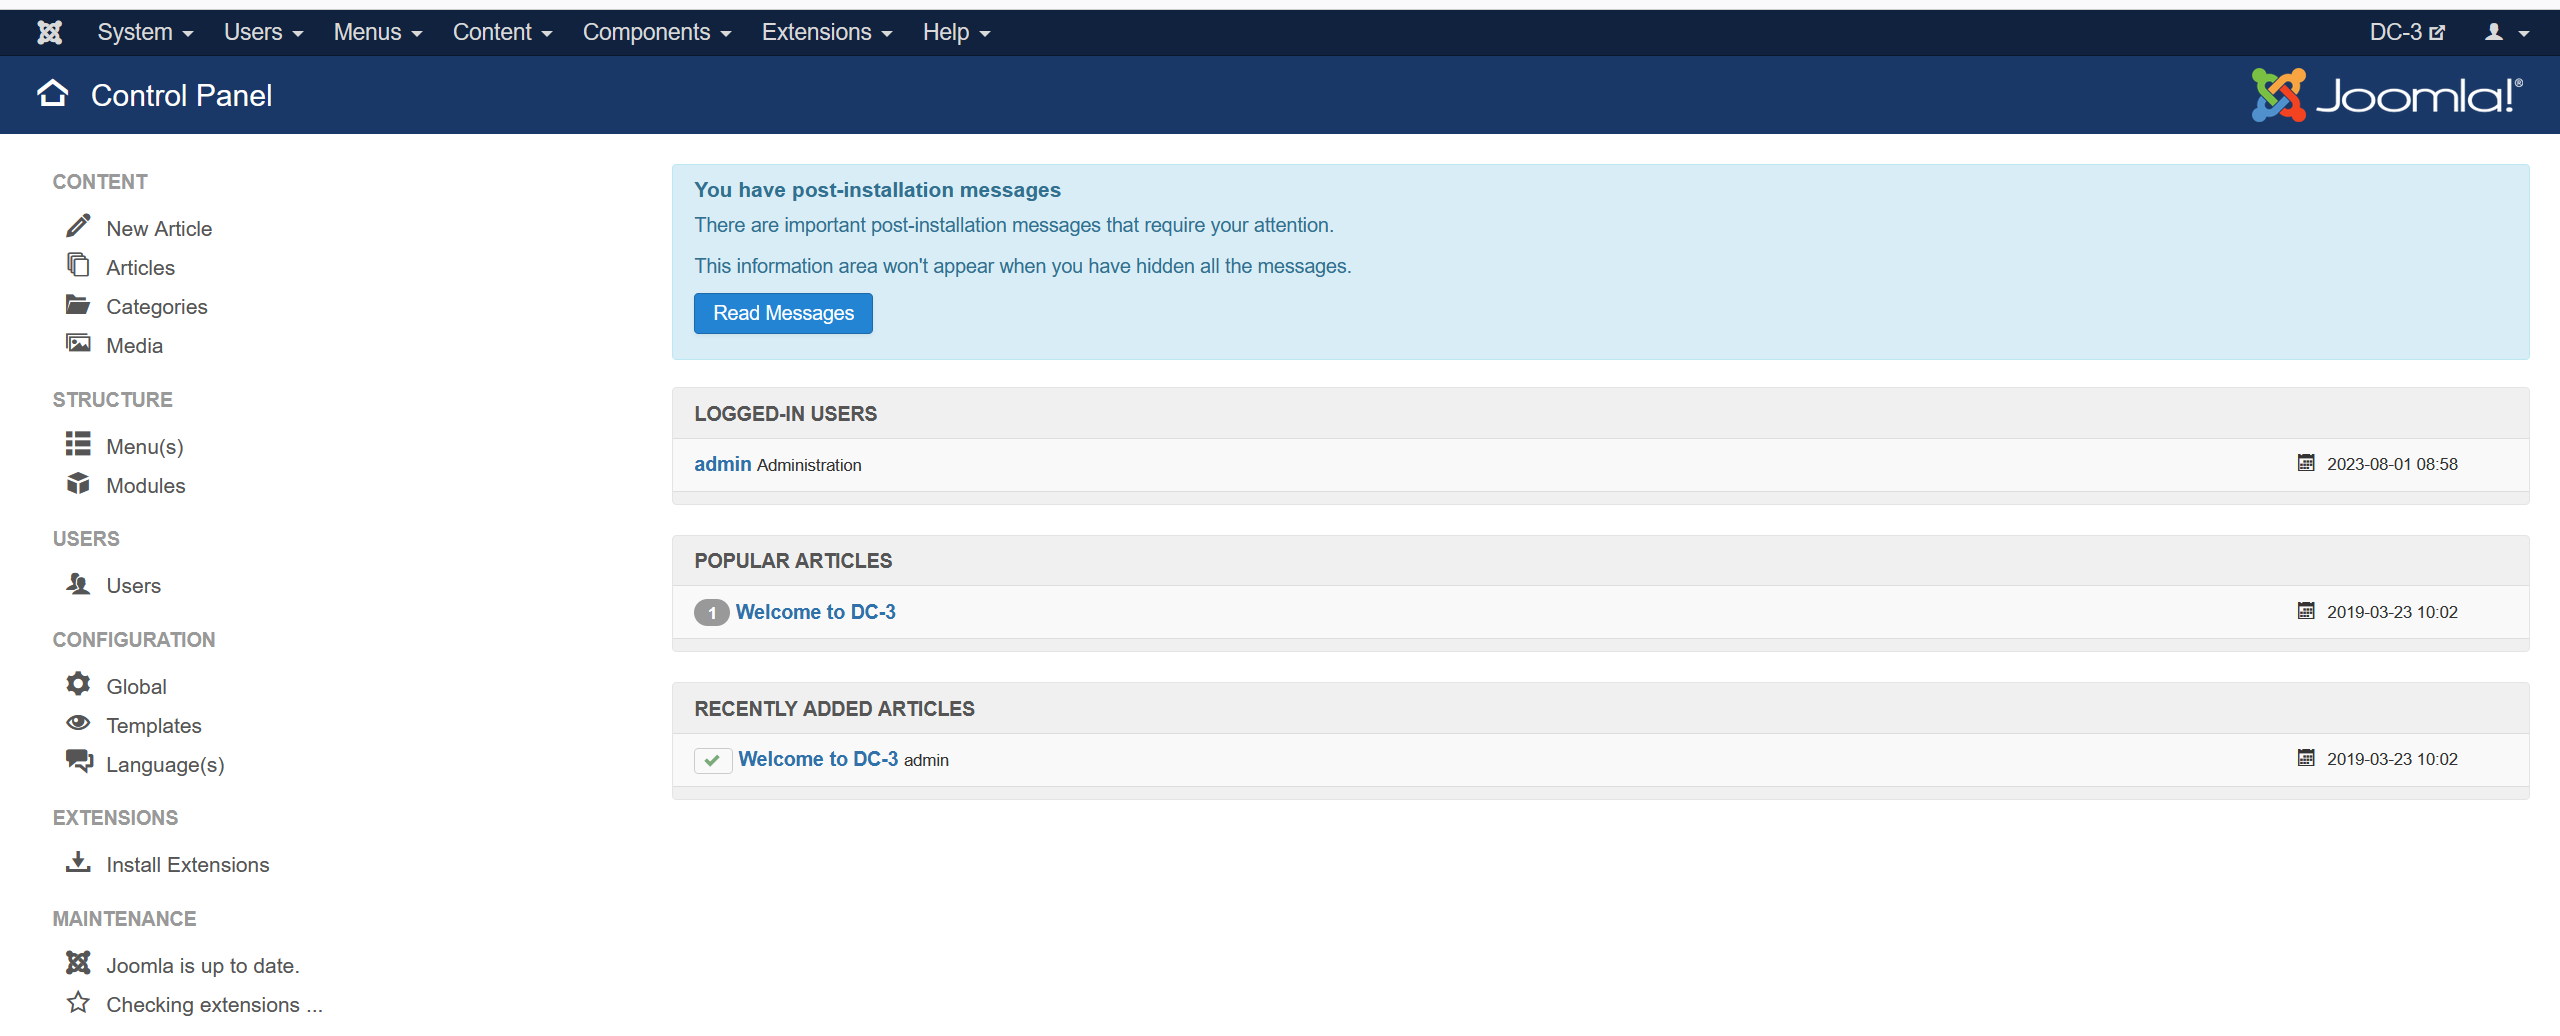 System Users Menus Content Components Extensions Help DC-3
Control Panel Joomla!®
CONTENT
New Article
Articles
Categories
Media
STRUCTURE
Menu(s)
Modules
USERS
Users
CONFIGURATION
Global
Templates
Language(s)
EXTENSIONS
Install Extensions
MAINTENANCE
Joomla is up to date.
Checking extensions ...
You have post-installation messages
There are important post-installation messages that require your attention.
This information area won't appear when you have hidden all the messages.
Read Messages
LOGGED-IN USERS
admin Administration 2023-08-01 08:58
POPULAR ARTICLES
1 Welcome to DC-3 2019-03-23 10:02
RECENTLY ADDED ARTICLES
Welcome to DC-3 admin 2019-03-23 10:02